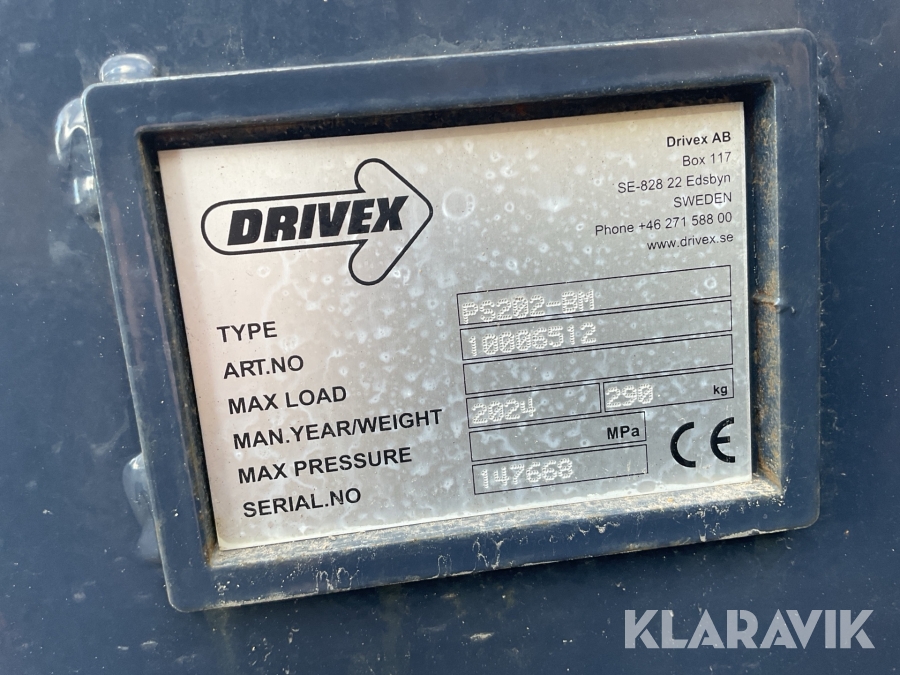 DRIVEX
Drivex AB
Box 117
SE-828 22 Edsbyn
SWEDEN
Phone +46 271 588 00
www.drivex.se
TYPE PS202-BM
ART.NO 10006512
MAX LOAD
MAN.YEAR/WEIGHT 2024 290 kg
MAX PRESSURE MPa
SERIAL.NO 147668
CE
KLARAVIK